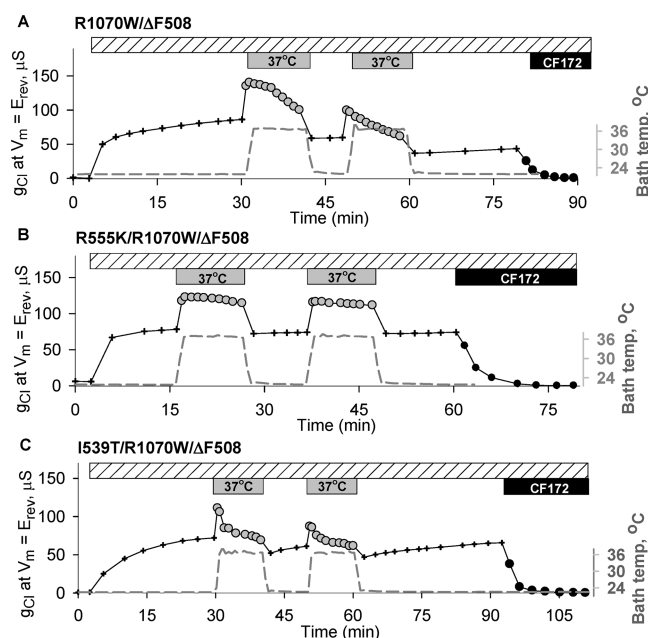 A
R1070W/ΔF508
37°C
37°C
CF172
gCl at Vm = Erev, µS
150
100
50
0
36
30
24
Bath temp, °C
0
15
30
45
60
75
90
Time (min)
B
R555K/R1070W/ΔF508
37°C
37°C
CF172
gCl at Vm = Erev, µS
150
100
50
0
36
30
24
Bath temp, °C
0
15
30
45
60
75
Time (min)
C
I539T/R1070W/ΔF508
37°C
37°C
CF172
gCl at Vm = Erev, µS
150
100
50
0
36
30
24
Bath temp, °C
0
15
30
45
60
75
90
105
Time (min)